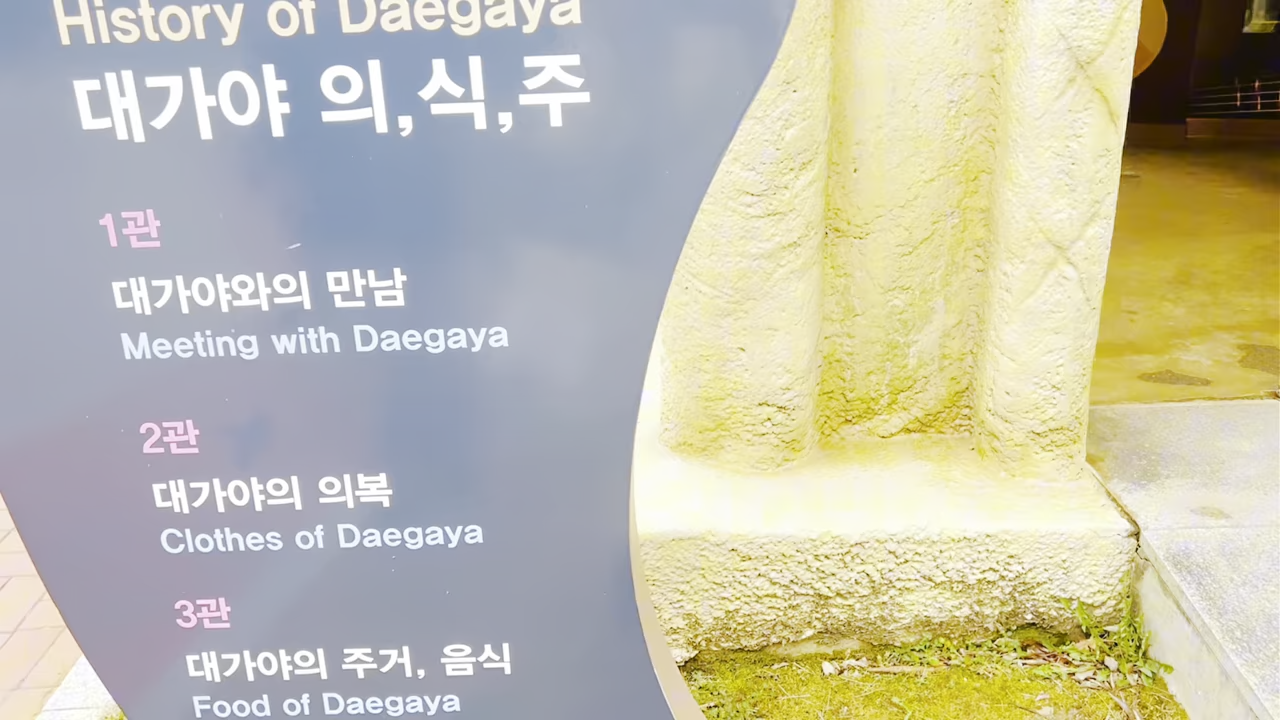 History of Daegaya
대가야 의,식,주
1관
대가야와의 만남
Meeting with Daegaya
2관
대가야의 의복
Clothes of Daegaya
3관
대가야의 주거, 음식
Food of Daegaya